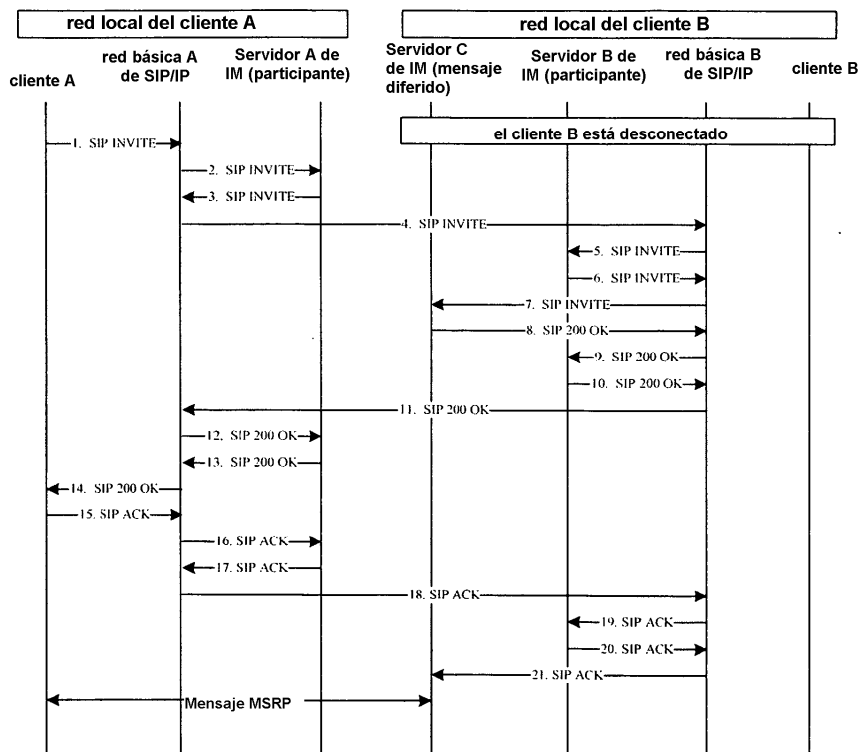 red local del cliente A
red local del cliente B
cliente A
red básica A
de SIP/IP
Servidor A de
IM (participante)
Servidor C
de IM (mensaje
diferido)
Servidor B de
IM (participante)
red básica B
de SIP/IP
cliente B
el cliente B está desconectado
1. SIP INVITE
2. SIP INVITE
3. SIP INVITE
4. SIP INVITE
5. SIP INVITE
6. SIP INVITE
7. SIP INVITE
8. SIP 200 OK
9. SIP 200 OK
10. SIP 200 OK
11. SIP 200 OK
12. SIP 200 OK
13. SIP 200 OK
14. SIP 200 OK
15. SIP ACK
16. SIP ACK
17. SIP ACK
18. SIP ACK
19. SIP ACK
20. SIP ACK
21. SIP ACK
Mensaje MSRP